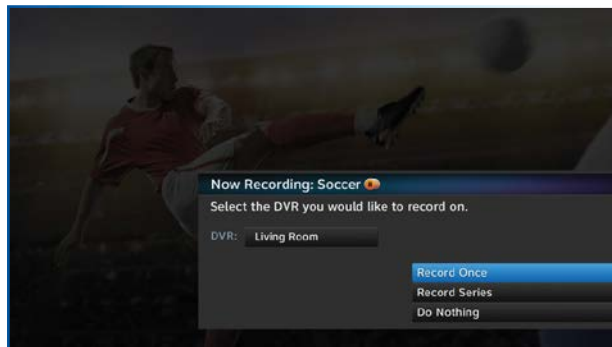 Now Recording: Soccer
Select the DVR you would like to record on.
DVR: Living Room
Record Once
Record Series
Do Nothing